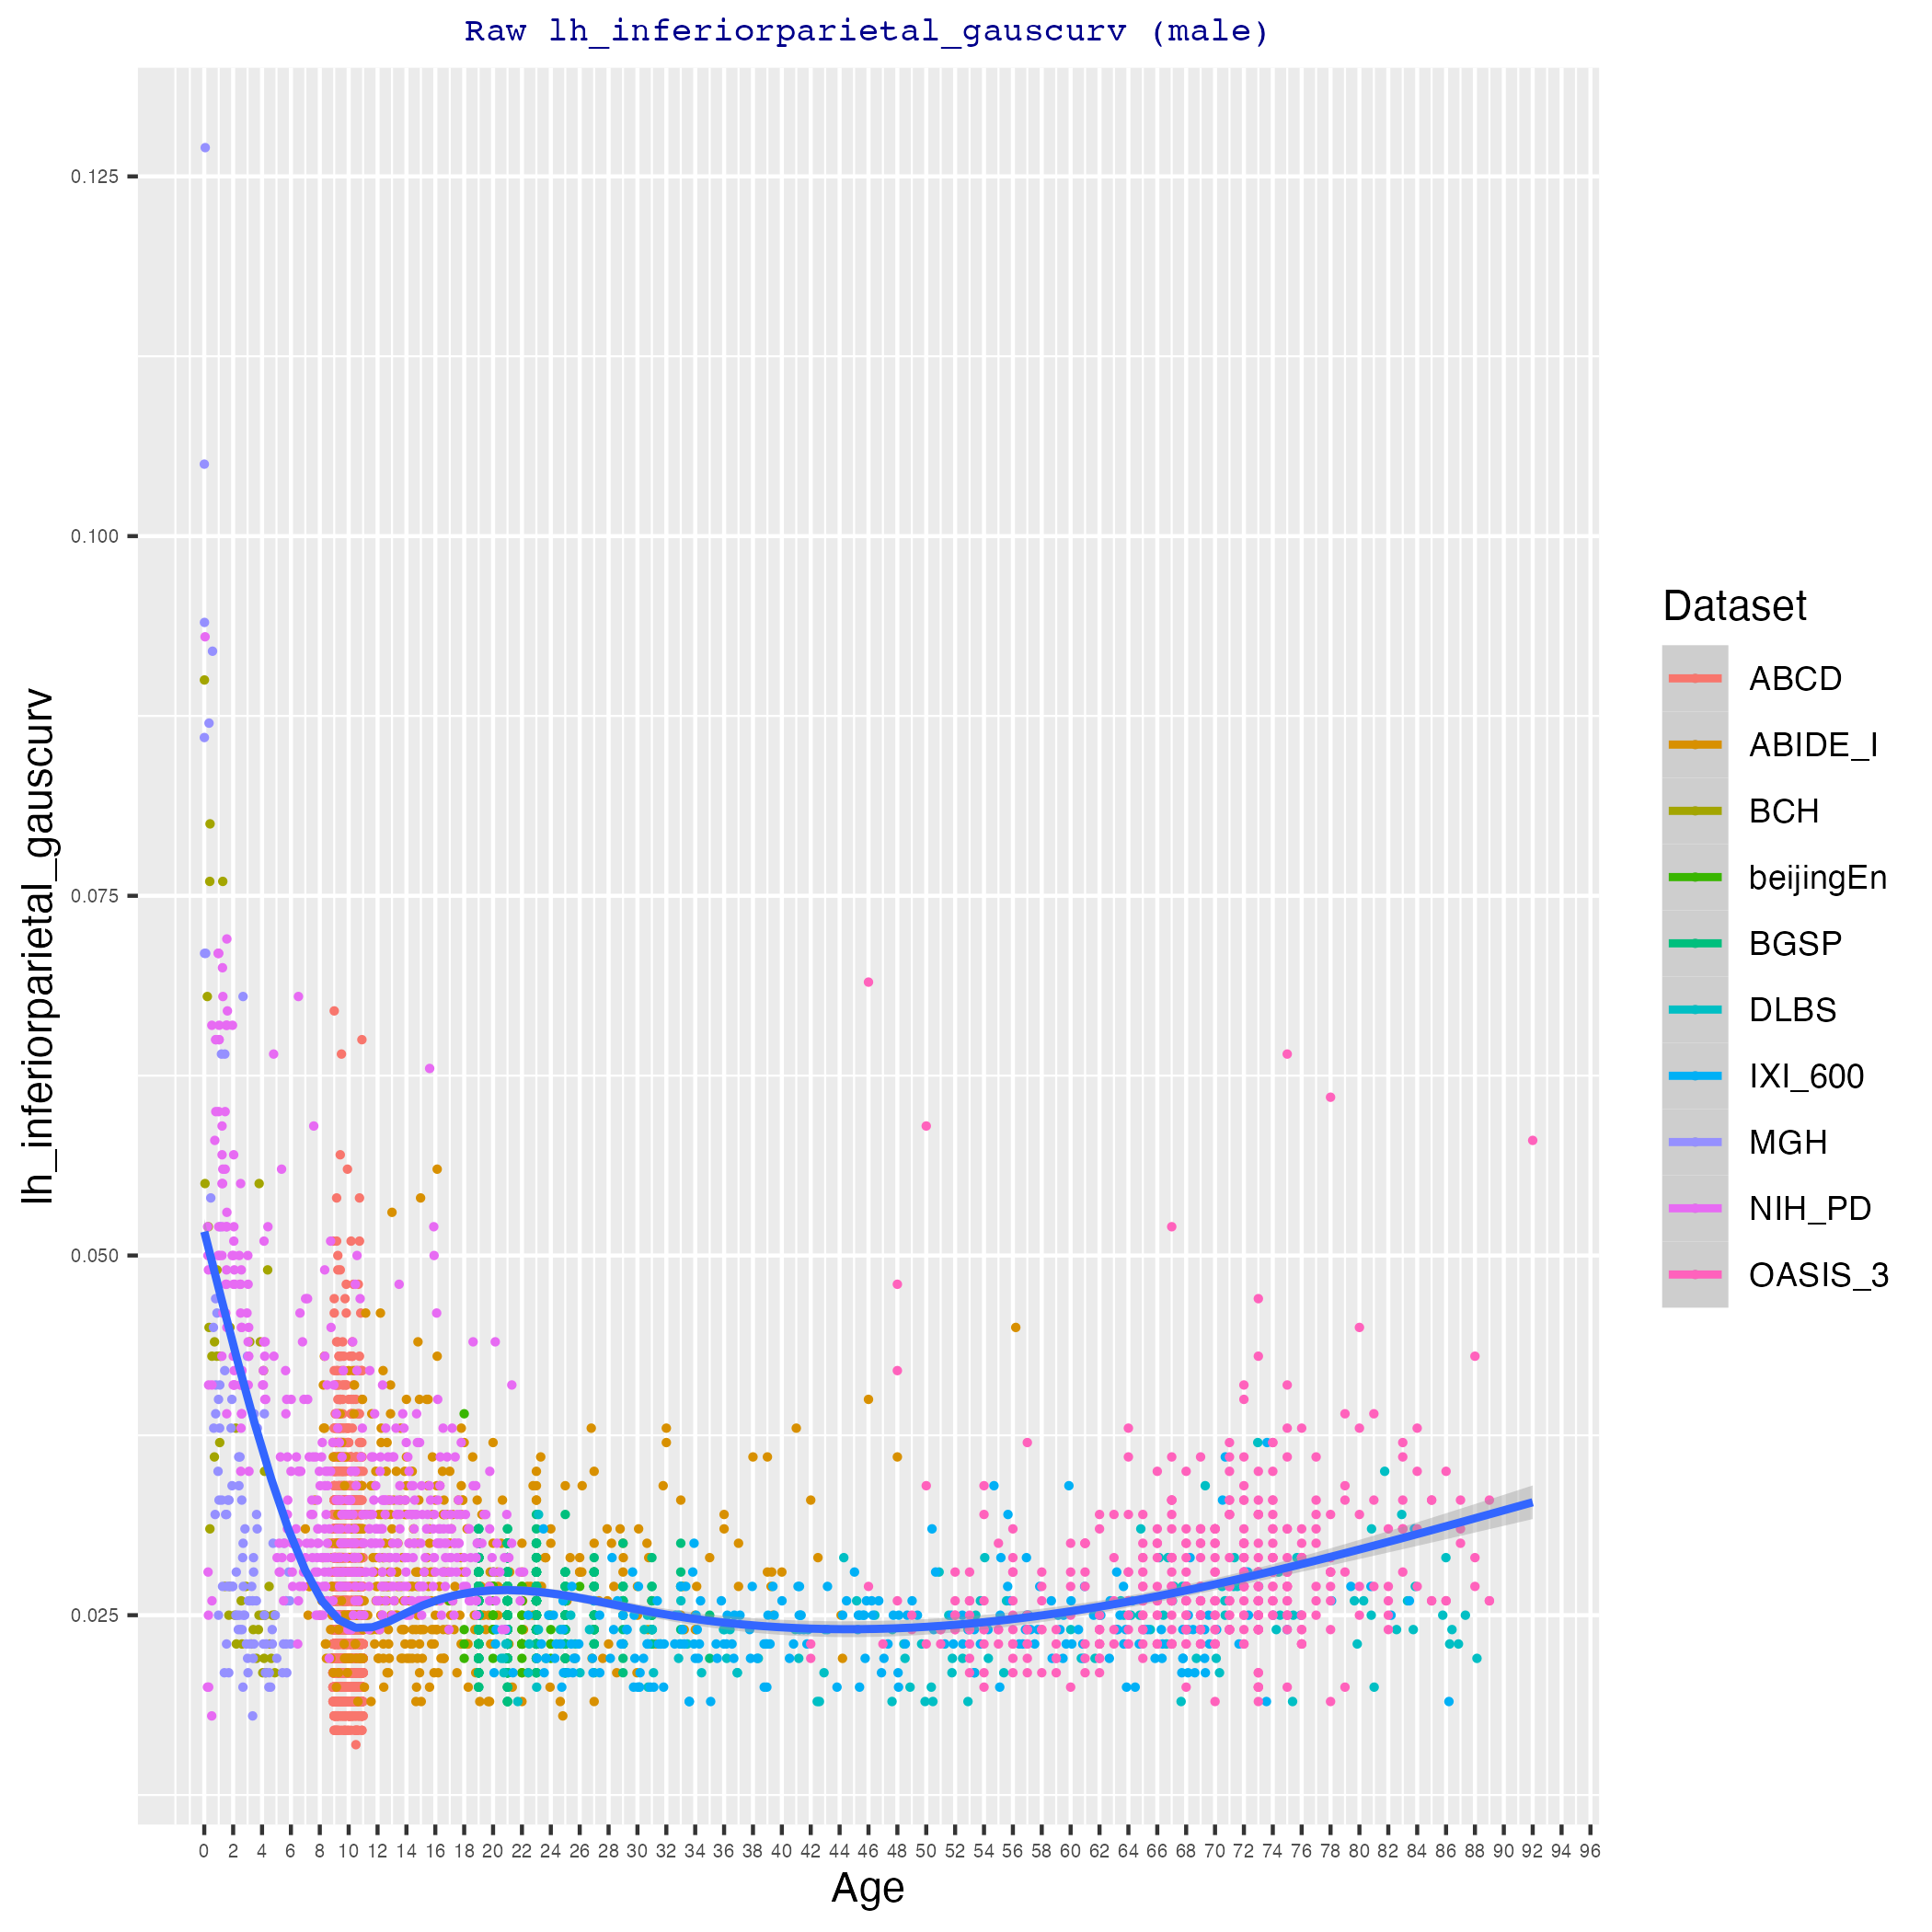 Raw lh_inferiorparietal_gauscurv (male)
lh_inferiorparietal_gauscurv
0.125
0.100
0.075
0.050
0.025
0 2 4 6 8 10 12 14 16 18 20 22 24 26 28 30 32 34 36 38 40 42 44 46 48 50 52 54 56 58 60 62 64 66 68 70 72 74 76 78 80 82 84 86 88 90 92 94 96
Age
Dataset
ABCD
ABIDE_I
BCH
beijingEn
BGSP
DLBS
IXI_600
MGH
NIH_PD
OASIS_3